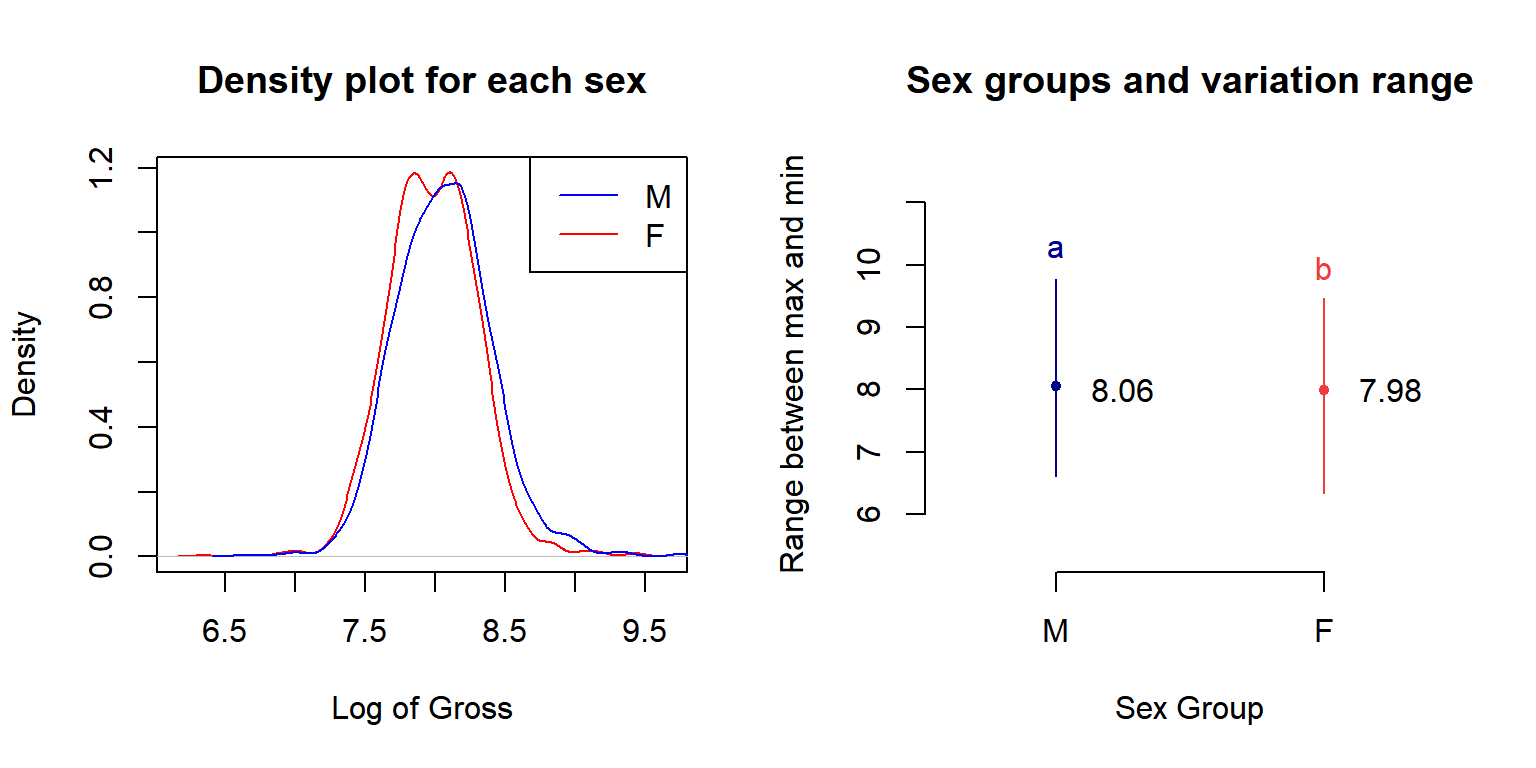 Density plot for each sex
Density
0.0
0.4
0.8
1.2
M
F
6.5 7.5 8.5 9.5
Log of Gross
Sex groups and variation range
Range between max and min
6
7
8
9
10
a
b
8.06
7.98
M F
Sex Group